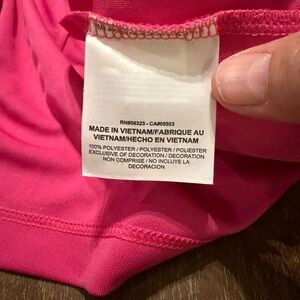 RN#56323 - CA#05553
MADE IN VIETNAM/FABRIQUE AU
VIETNAM/HECHO EN VIETNAM
100% POLYESTER / POLYESTER / POLIESTER
EXCLUSIVE OF DECORATION / DECORATION
NON COMPRISE / NO INCLUYE LA
DECORACION